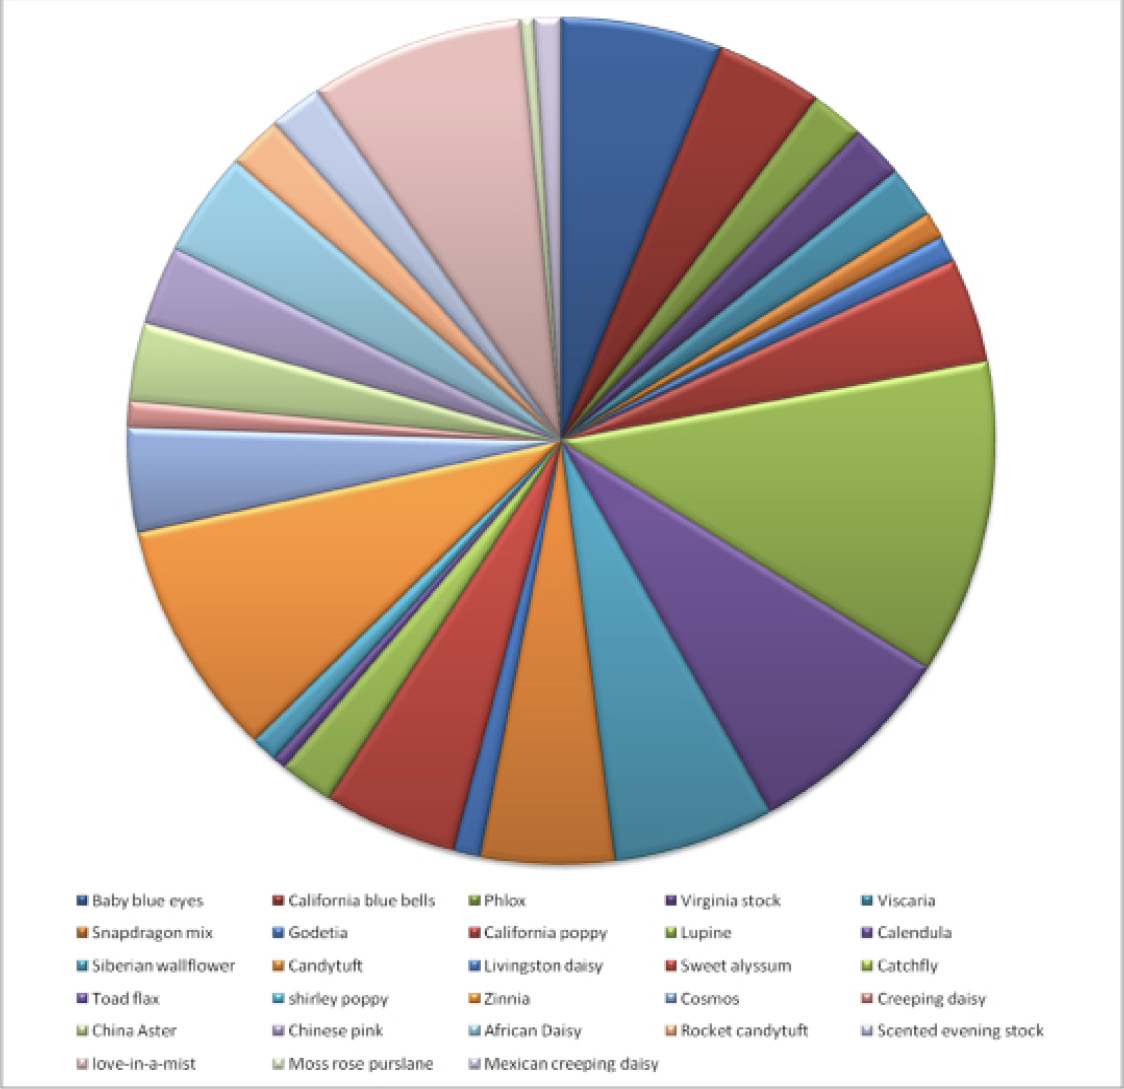 Baby blue eyes California blue bells Phlox Virginia stock Viscaria
Snapdragon mix Godetia California poppy Lupine Calendula
Siberian wallflower Candytuft Livingston daisy Sweet alyssum Catchfly
Toad flax shirley poppy Zinnia Cosmos Creeping daisy
China Aster Chinese pink African Daisy Rocket candytuft Scented evening stock
love-in-a-mist Moss rose purslane Mexican creeping daisy